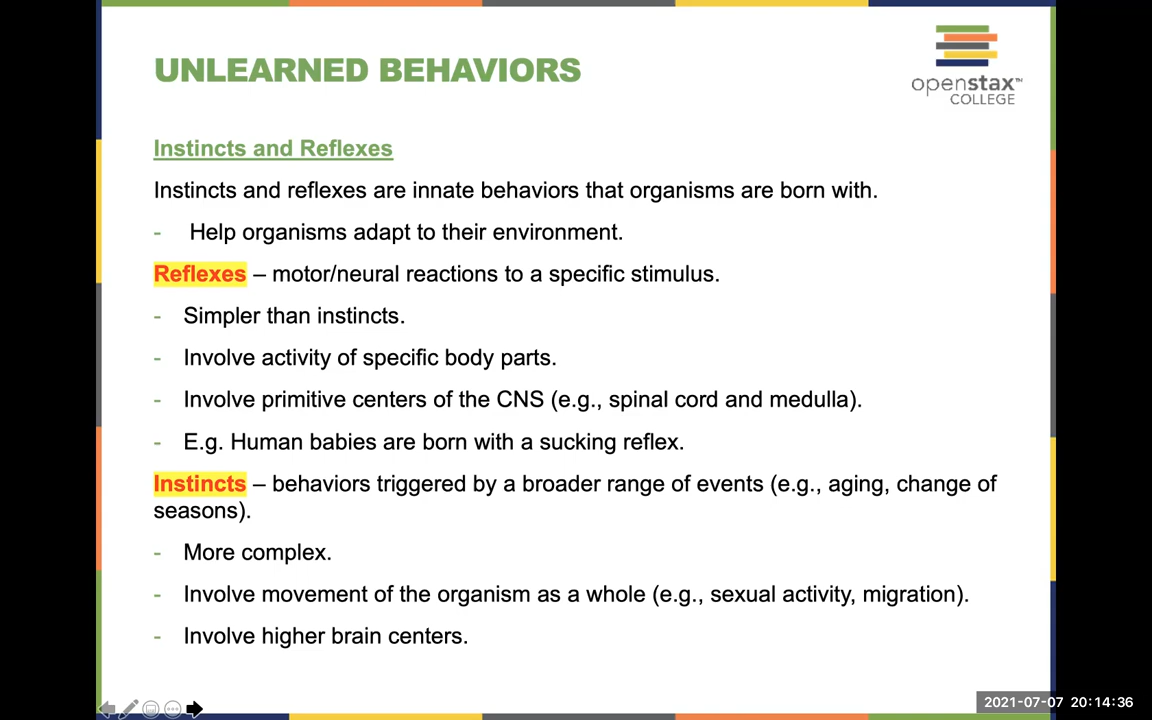 UNLEARNED BEHAVIORS
openstax™
COLLEGE
Instincts and Reflexes
Instincts and reflexes are innate behaviors that organisms are born with.
- Help organisms adapt to their environment.
Reflexes – motor/neural reactions to a specific stimulus.
- Simpler than instincts.
- Involve activity of specific body parts.
- Involve primitive centers of the CNS (e.g., spinal cord and medulla).
- E.g. Human babies are born with a sucking reflex.
Instincts – behaviors triggered by a broader range of events (e.g., aging, change of
seasons).
- More complex.
- Involve movement of the organism as a whole (e.g., sexual activity, migration).
- Involve higher brain centers.
2021-07-07 20:14:36